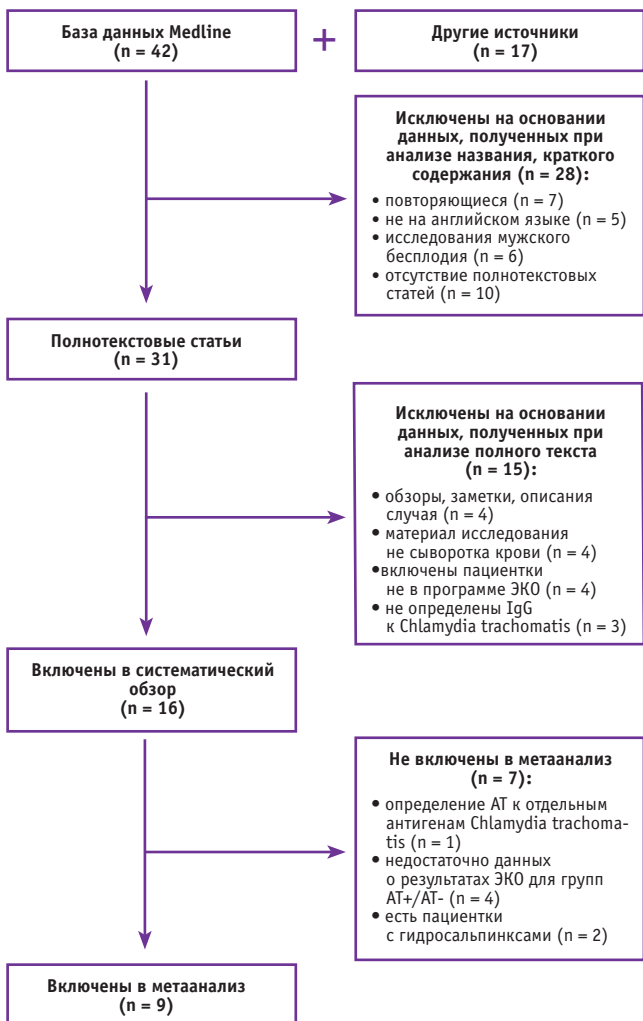 База данных Medline
(n = 42)
+
Другие источники
(n = 17)
Исключены на основании
данных, полученных при
анализе названия, краткого
содержания (n = 28):
• повторяющиеся (n = 7)
• не на английском языке (n = 5)
• исследования мужского
бесплодия (n = 6)
• отсутствие полнотекстовых
статей (n = 10)
Полнотекстовые статьи
(n = 31)
Исключены на основании
данных, полученных при
анализе полного текста
(n = 15):
• обзоры, заметки, описания
случая (n = 4)
• материал исследования
не сыворотка крови (n = 4)
•включены пациентки
не в программе ЭКО (n = 4)
• не определены IgG
к Chlamydia trachomatis (n = 3)
Включены в систематический
обзор
(n = 16)
Не включены в метаанализ
(n = 7):
• определение АТ к отдельным
антигенам Chlamydia trachoma-
tis (n = 1)
• недостаточно данных
о результатах ЭКО для групп
АТ+/АТ- (n = 4)
• есть пациентки
с гидросальпинксами (n = 2)
Включены в метаанализ
(n = 9)